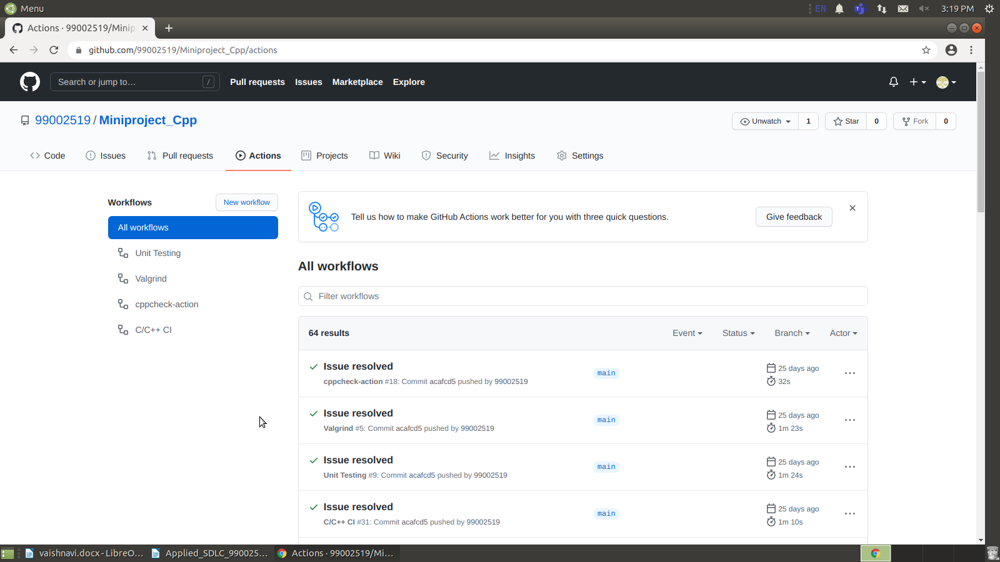 Menu
EN
3:19 PM
Actions · 99002519/Minip
github.com/99002519/Miniproject_Cpp/actions
Search or jump to…
/
Pull requests
Issues
Marketplace
Explore
99002519 / Miniproject_Cpp
Unwatch
1
Star
0
Fork
0
Code
Issues
Pull requests
Actions
Projects
Wiki
Security
Insights
Settings
Workflows
New workflow
All workflows
Unit Testing
Valgrind
cppcheck-action
C/C++ CI
Tell us how to make GitHub Actions work better for you with three quick questions.
Give feedback
All workflows
Filter workflows
64 results
Event
Status
Branch
Actor
Issue resolved
cppcheck-action #18: Commit acafcd5 pushed by 99002519
main
25 days ago
32s
Issue resolved
Valgrind #5: Commit acafcd5 pushed by 99002519
main
25 days ago
1m 23s
Issue resolved
Unit Testing #9: Commit acafcd5 pushed by 99002519
main
25 days ago
1m 24s
Issue resolved
C/C++ CI #31: Commit acafcd5 pushed by 99002519
main
25 days ago
1m 10s
vaishnavi.docx - LibreO...
Applied_SDLC_990025...
Actions · 99002519/Mi...